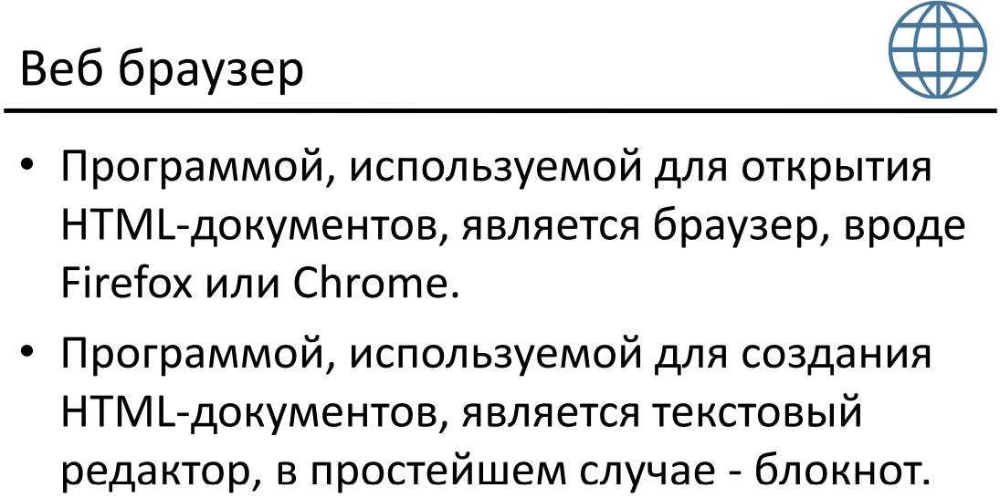 Веб браузер
• Программой, используемой для открытия
HTML-документов, является браузер, вроде
Firefox или Chrome.
• Программой, используемой для создания
HTML-документов, является текстовый
редактор, в простейшем случае - блокнот.